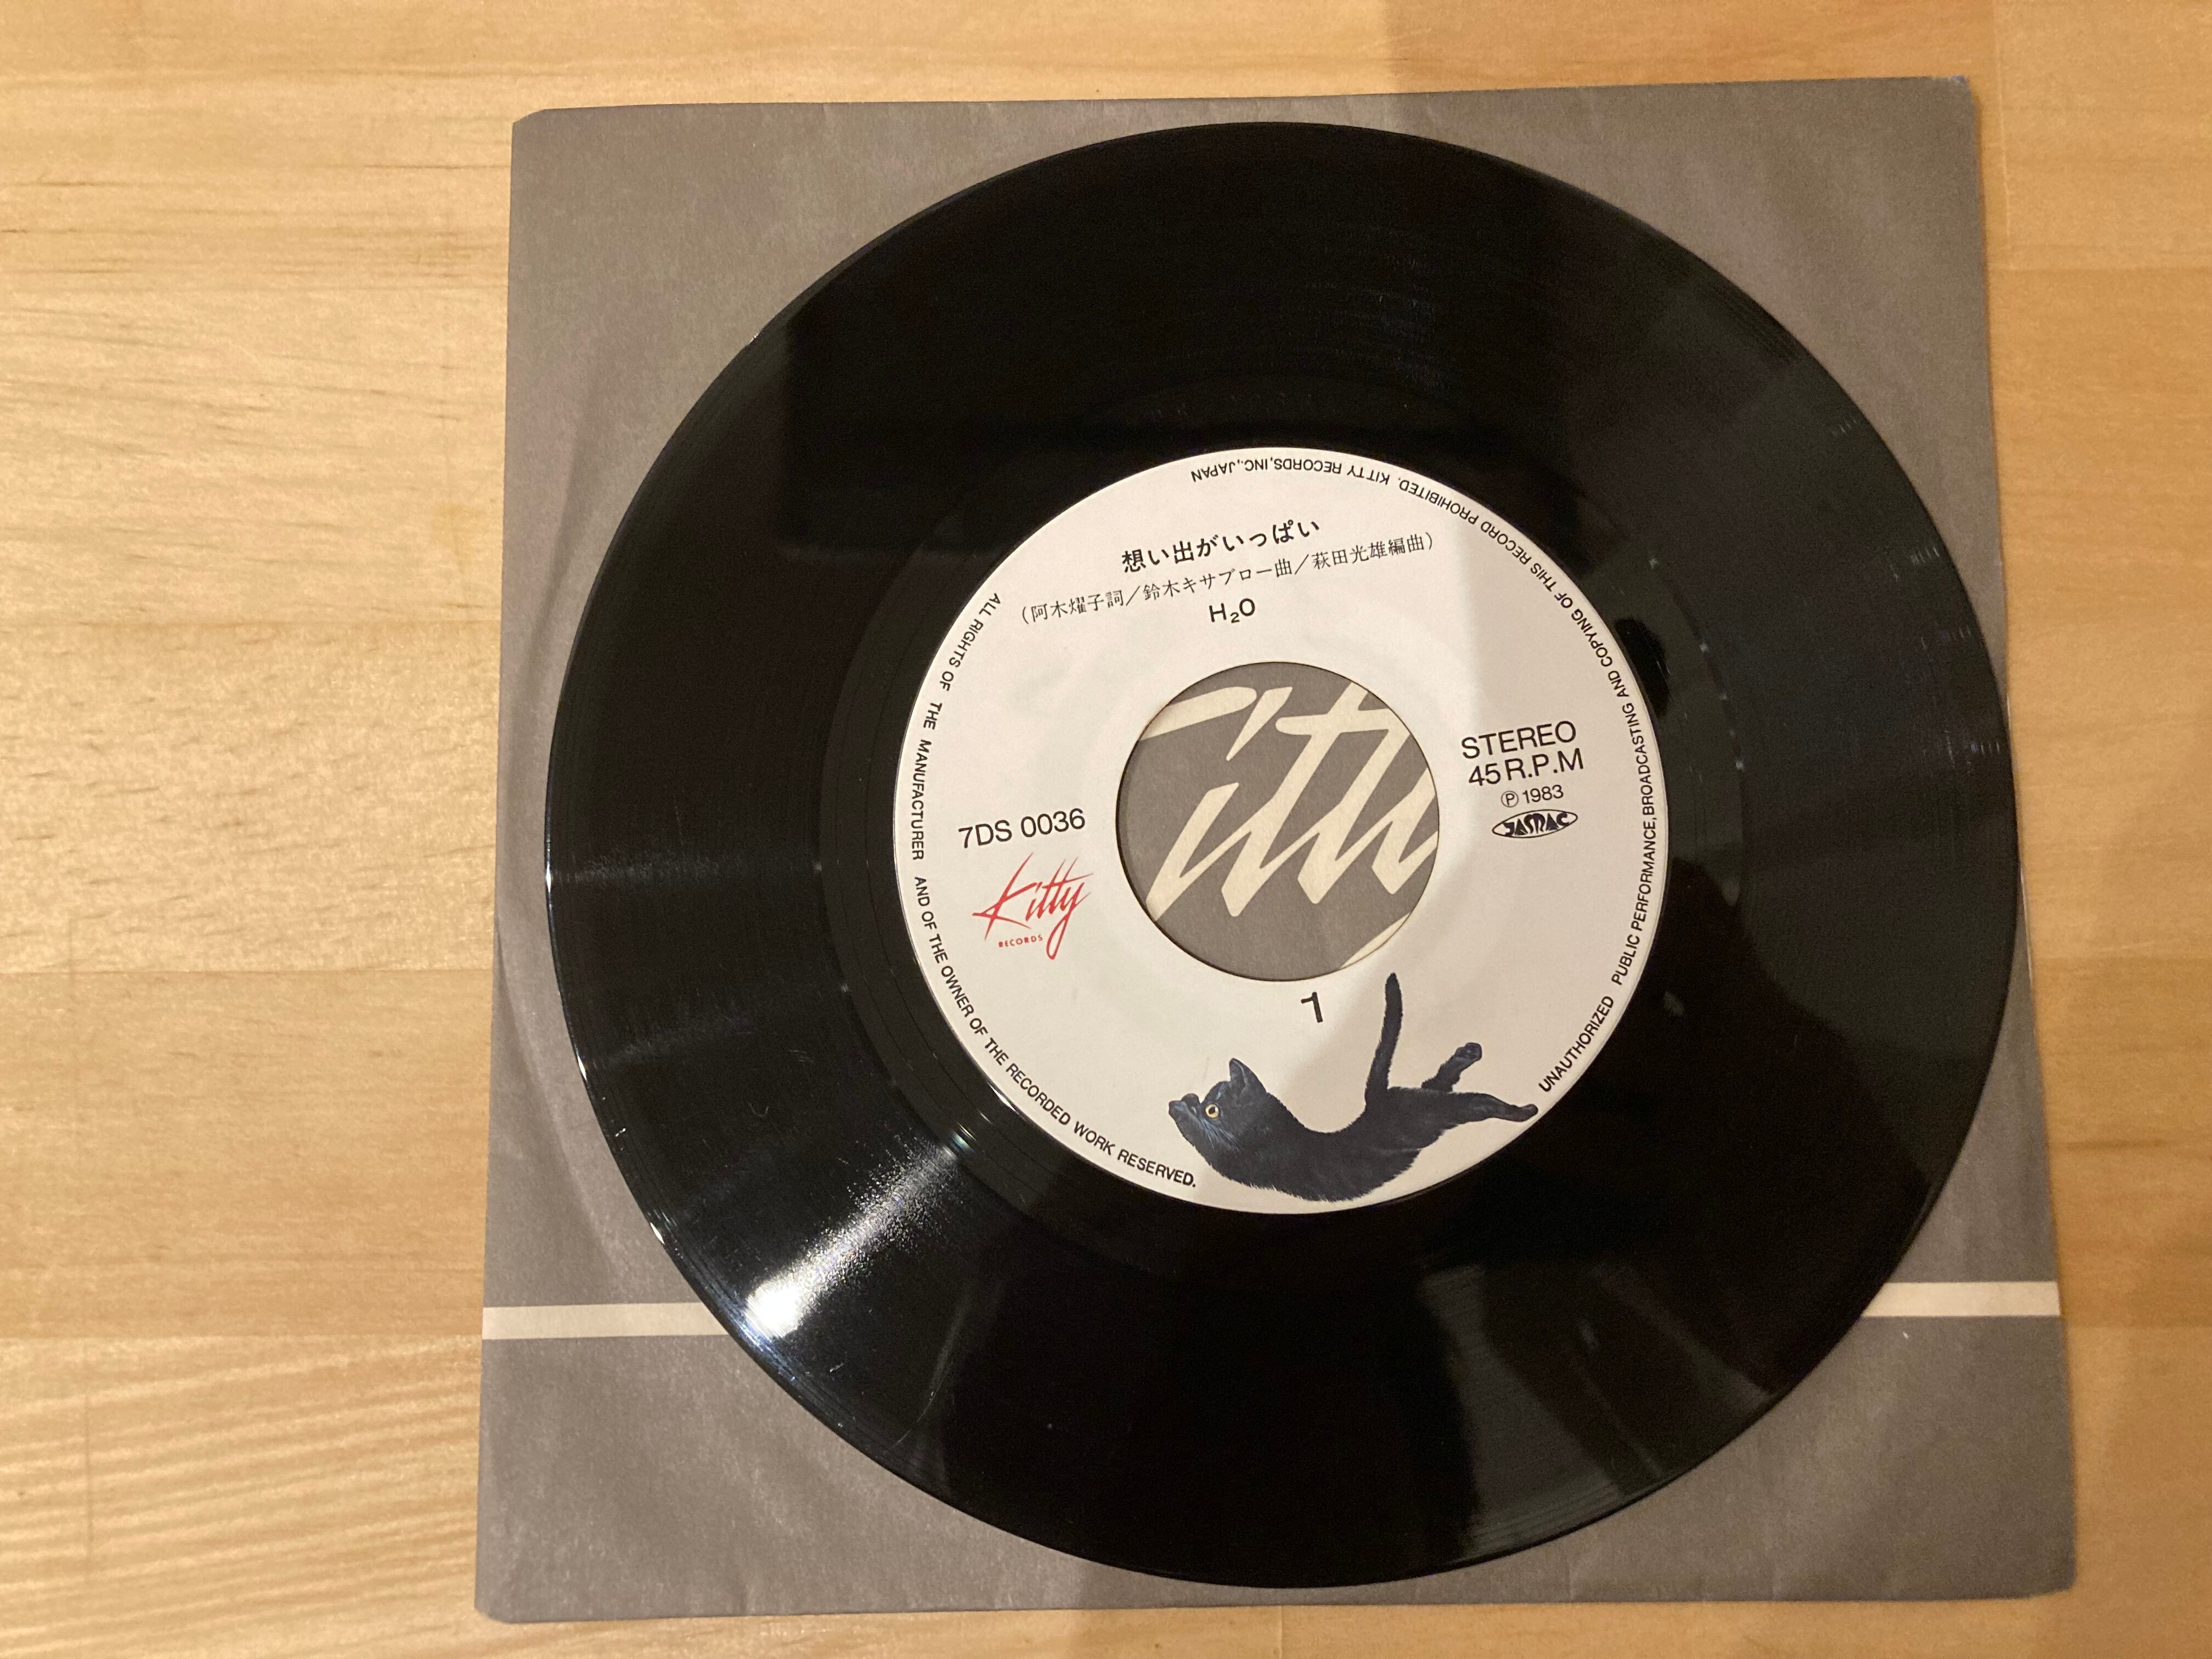 想い出がいっぱい
(阿木燿子詞/鈴木キサブロー曲/萩田光雄編曲)
H₂O
STEREO
45 R.P.M
Ⓟ 1983
JASRAC
7DS 0036
Kitty
RECORDS
1
ALL RIGHTS OF THE MANUFACTURER AND OF THE OWNER OF THE RECORDED WORK RESERVED.
UNAUTHORIZED PUBLIC PERFORMANCE, BROADCASTING AND COPYING OF THIS RECORD PROHIBITED. KITTY RECORDS, INC., JAPAN